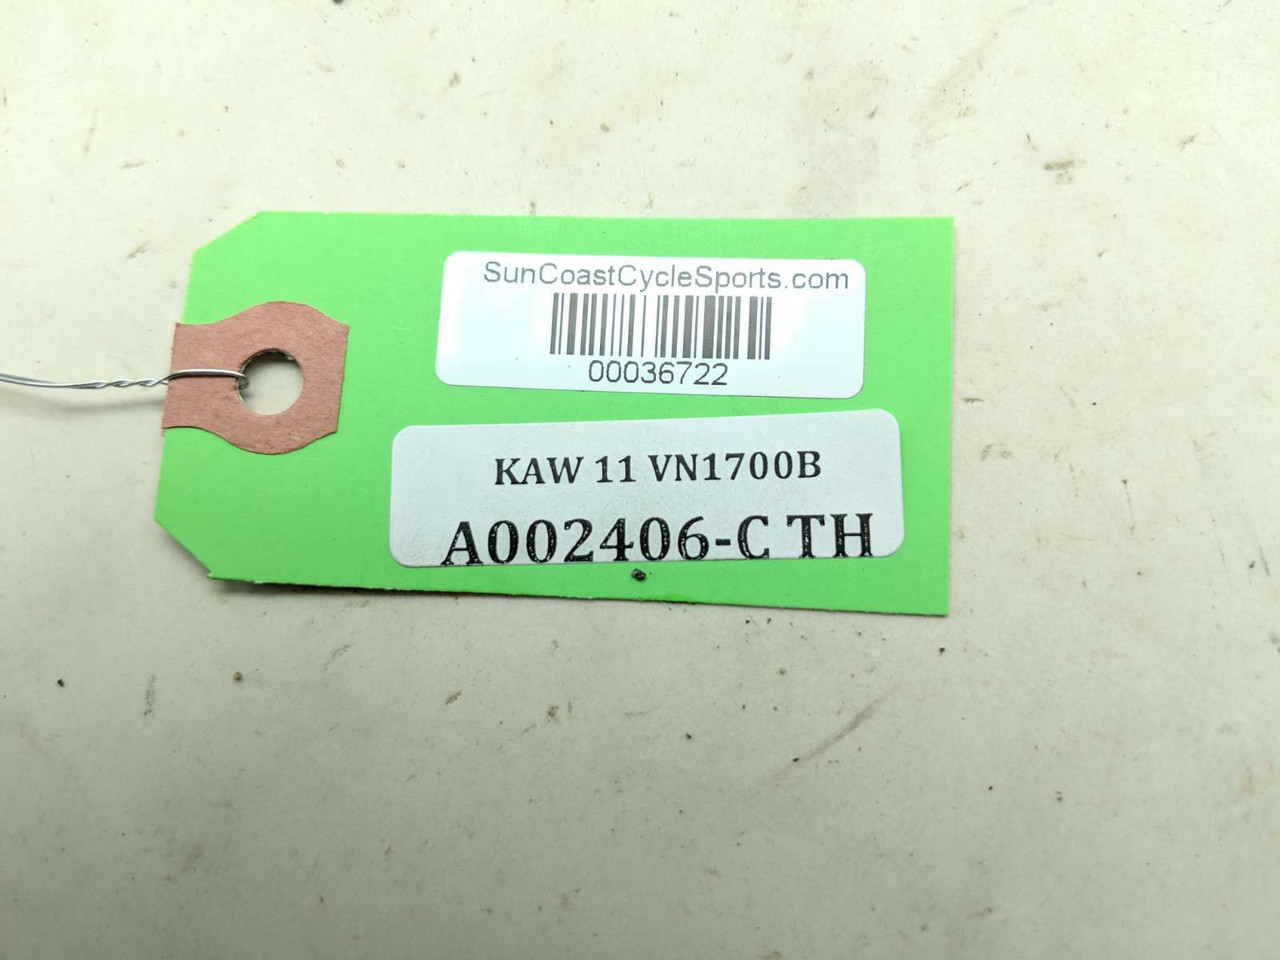 SunCoastCycleSports.com
00036722
KAW 11 VN1700B
A002406-C TH